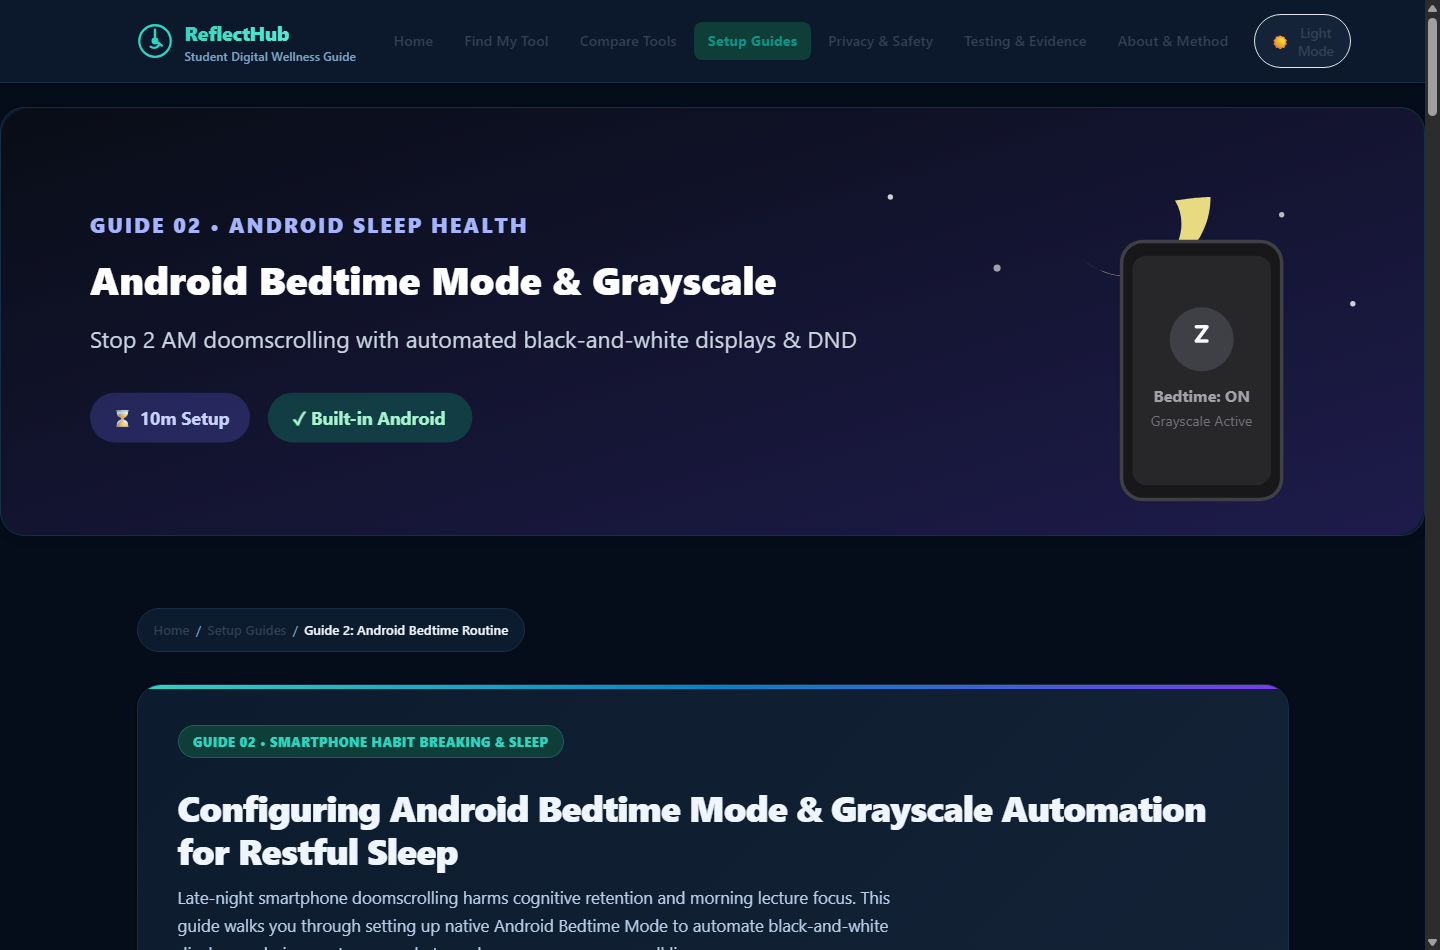 ReflectHub
Student Digital Wellness Guide
Home
Find My Tool
Compare Tools
Setup Guides
Privacy & Safety
Testing & Evidence
About & Method
Light
Mode
GUIDE 02 • ANDROID SLEEP HEALTH
Android Bedtime Mode & Grayscale
Stop 2 AM doomscrolling with automated black-and-white displays & DND
⏳ 10m Setup
✓ Built-in Android
Z
Bedtime: ON
Grayscale Active
Home / Setup Guides / Guide 2: Android Bedtime Routine
GUIDE 02 • SMARTPHONE HABIT BREAKING & SLEEP
Configuring Android Bedtime Mode & Grayscale Automation
for Restful Sleep
Late-night smartphone doomscrolling harms cognitive retention and morning lecture focus. This
guide walks you through setting up native Android Bedtime Mode to automate black-and-white